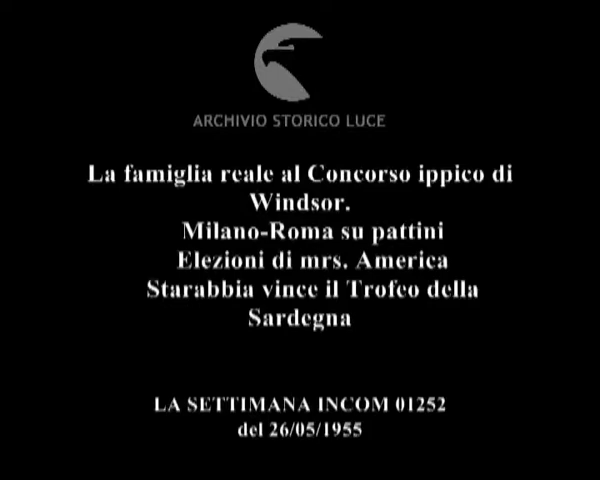 ARCHIVIO STORICO LUCE
La famiglia reale al Concorso ippico di
Windsor.
Milano-Roma su pattini
Elezioni di mrs. America
Starabbia vince il Trofeo della
Sardegna
LA SETTIMANA INCOM 01252
del 26/05/1955